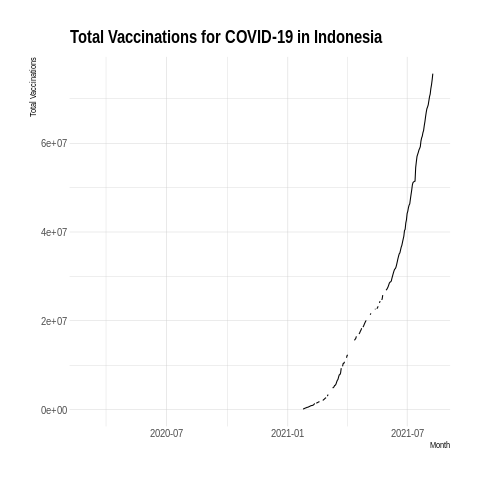 Total Vaccinations for COVID-19 in Indonesia
Total Vaccinations
6e+07
4e+07
2e+07
0e+00
2020-07
2021-01
2021-07
Month